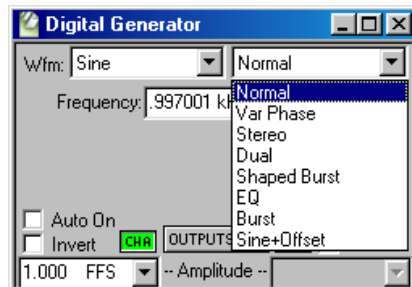 Digital Generator
Wfm: Sine Normal
Frequency: .997001 kH
Normal
Var Phase
Stereo
Dual
Shaped Burst
EQ
Burst
Sine+Offset
Auto On
Invert CHA OUTPUTS
1.000 FFS -- Amplitude --